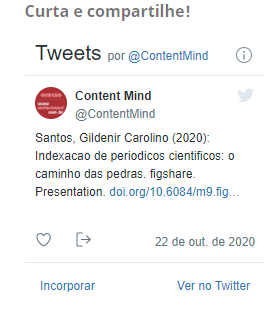 Curta e compartilhe!
Tweets por @ContentMind
Content Mind
@ContentMind
Santos, Gildenir Carolino (2020):
Indexacao de periodicos cientificos: o
caminho das pedras. figshare.
Presentation. doi.org/10.6084/m9.fig…
22 de out. de 2020
Incorporar
Ver no Twitter